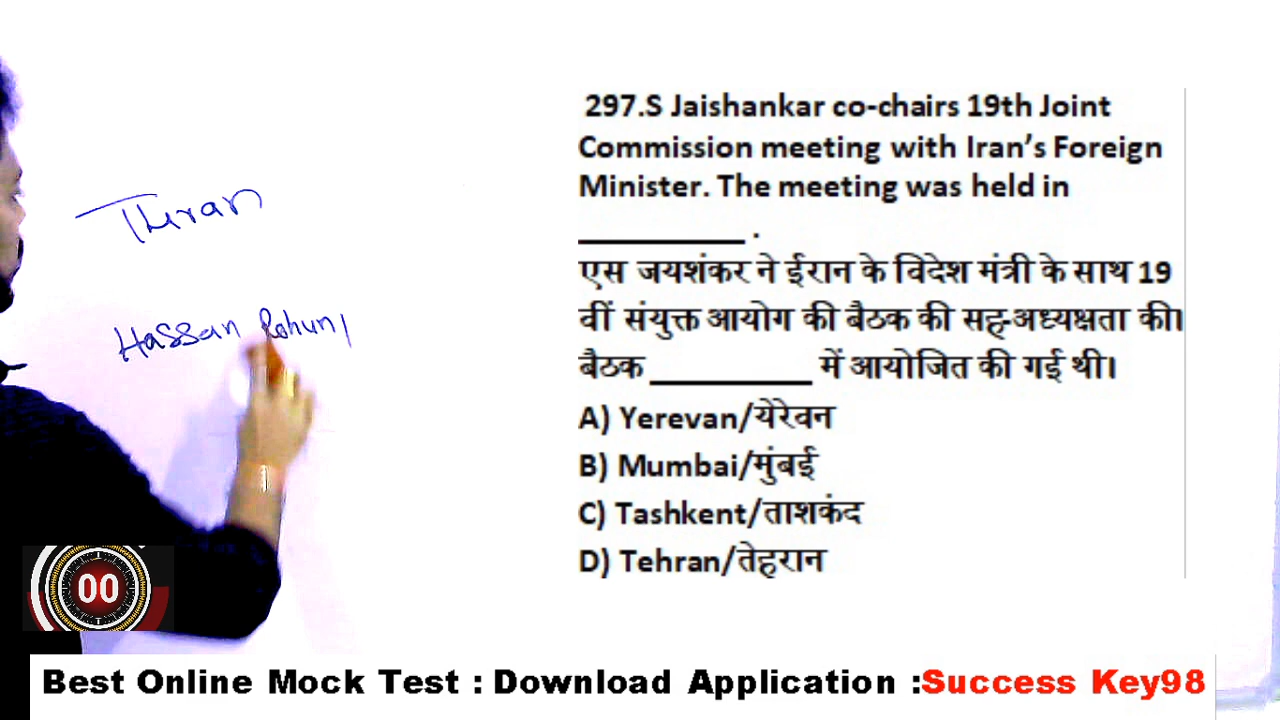 Thran
Hassan Rohuni
297.S Jaishankar co-chairs 19th Joint
Commission meeting with Iran’s Foreign
Minister. The meeting was held in
__________ .
एस जयशंकर ने ईरान के विदेश मंत्री के साथ 19
वीं संयुक्त आयोग की बैठक की सह-अध्यक्षता की।
बैठक __________ में आयोजित की गई थी।
A) Yerevan/येरेवन
B) Mumbai/मुंबई
C) Tashkent/ताशकंद
D) Tehran/तेहरान
00
Best Online Mock Test : Download Application :Success Key98